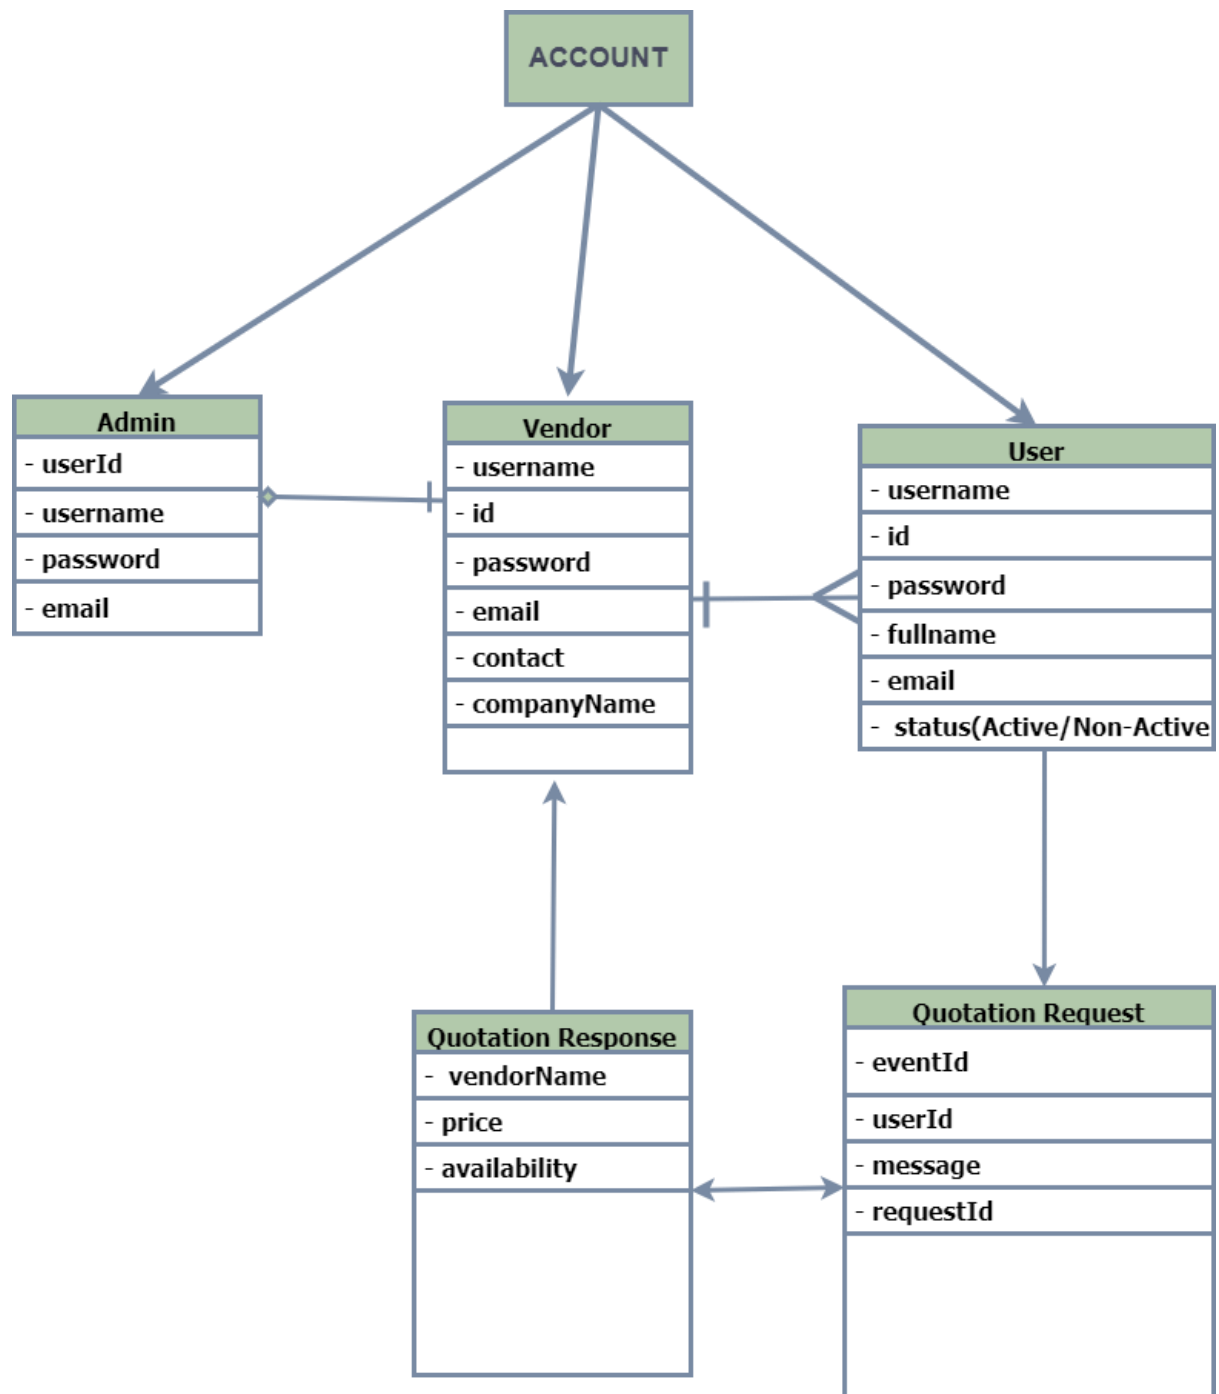 ACCOUNT
Admin
- userId
- username
- password
- email
Vendor
- username
- id
- password
- email
- contact
- companyName
User
- username
- id
- password
- fullname
- email
- status(Active/Non-Active
Quotation Response
- vendorName
- price
- availability
Quotation Request
- eventId
- userId
- message
- requestId